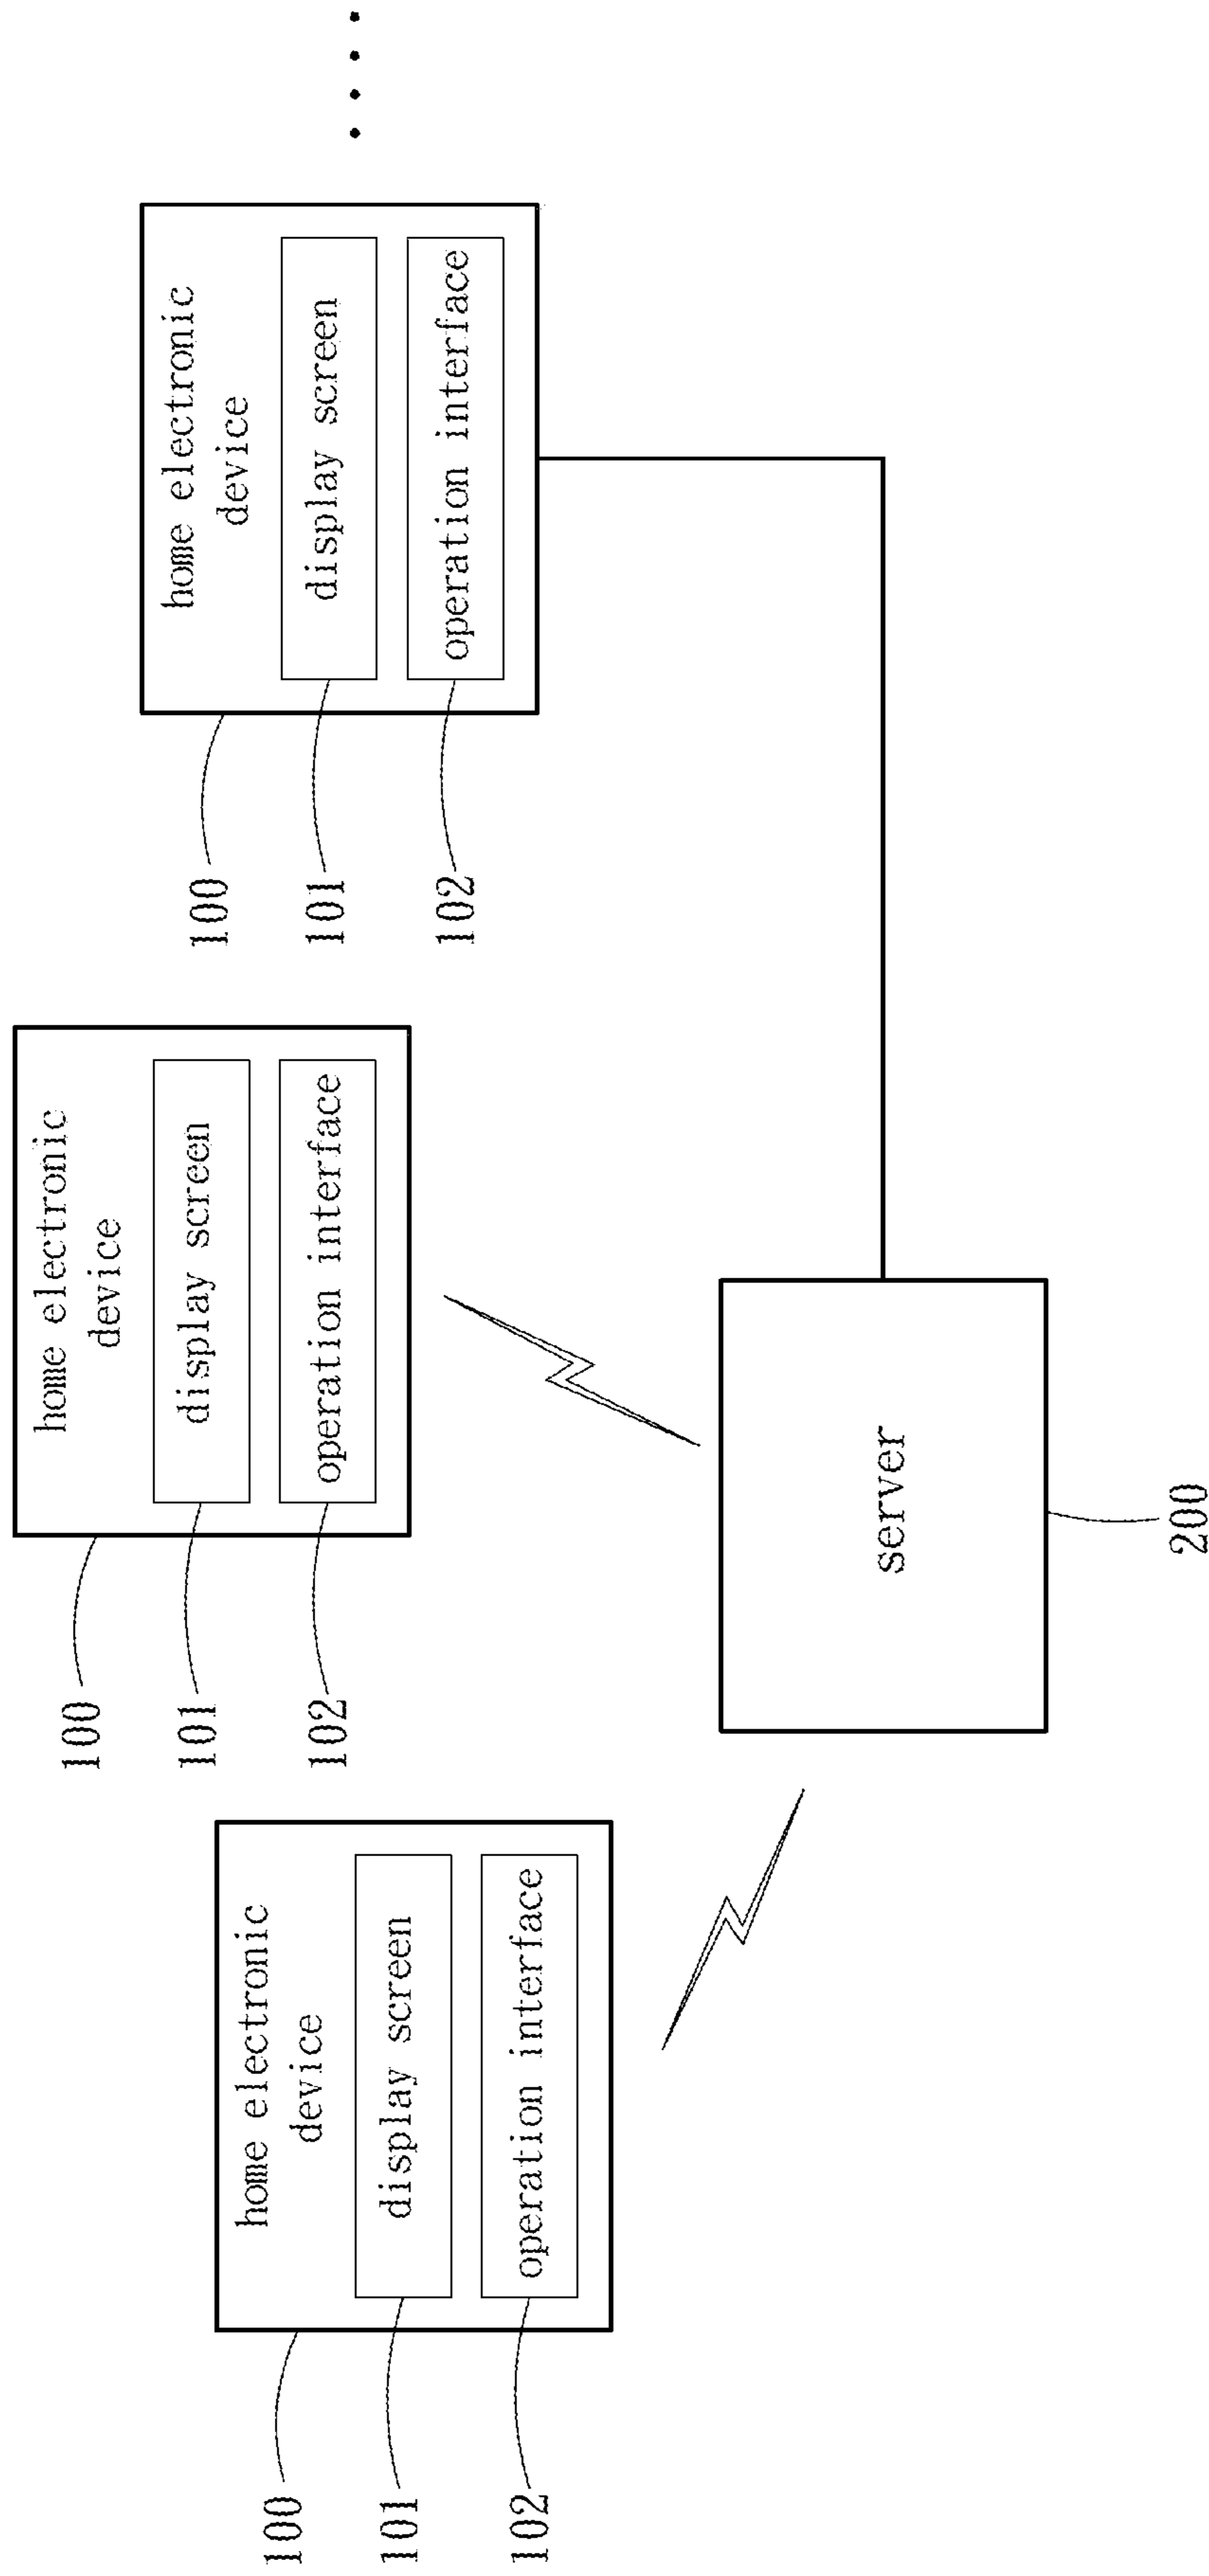 home electronic
device
display screen
operation interface
100
101
102
home electronic
device
display screen
operation interface
100
101
102
home electronic
device
display screen
operation interface
100
101
102
server
200